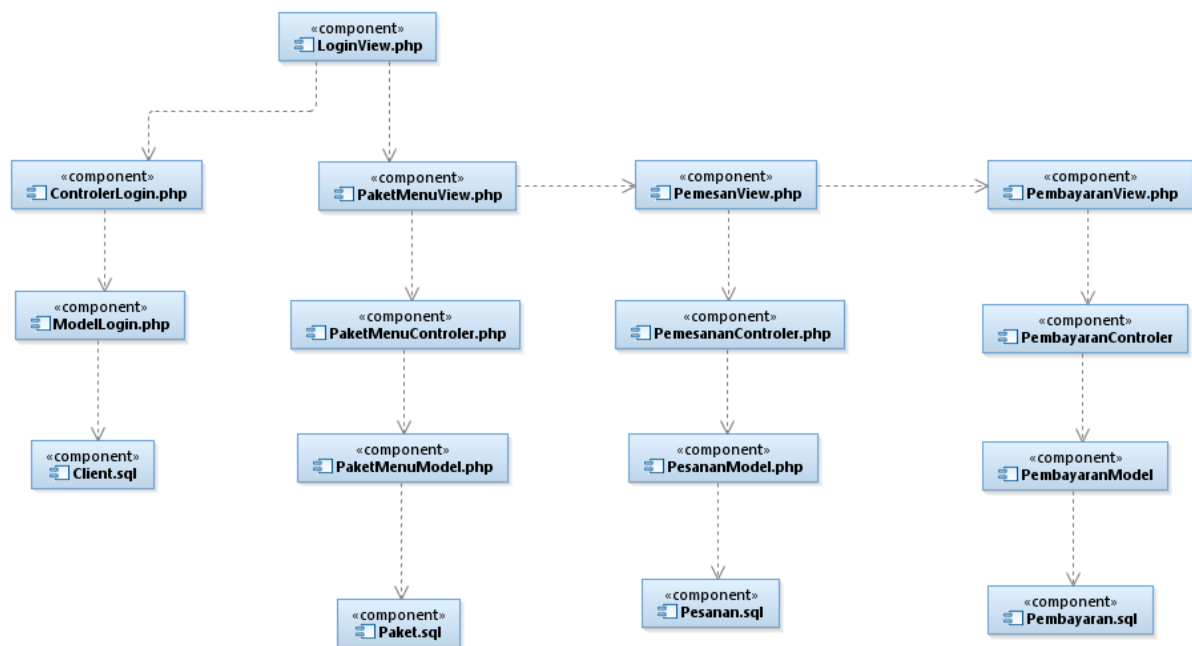 «component»
LoginView.php
«component»
ControlerLogin.php
«component»
PaketMenuView.php
«component»
PemesanView.php
«component»
PembayaranView.php
«component»
ModelLogin.php
«component»
PaketMenuControler.php
«component»
PemesananControler.php
«component»
PembayaranControler
«component»
Client.sql
«component»
PaketMenuModel.php
«component»
PesananModel.php
«component»
PembayaranModel
«component»
Paket.sql
«component»
Pesanan.sql
«component»
Pembayaran.sql